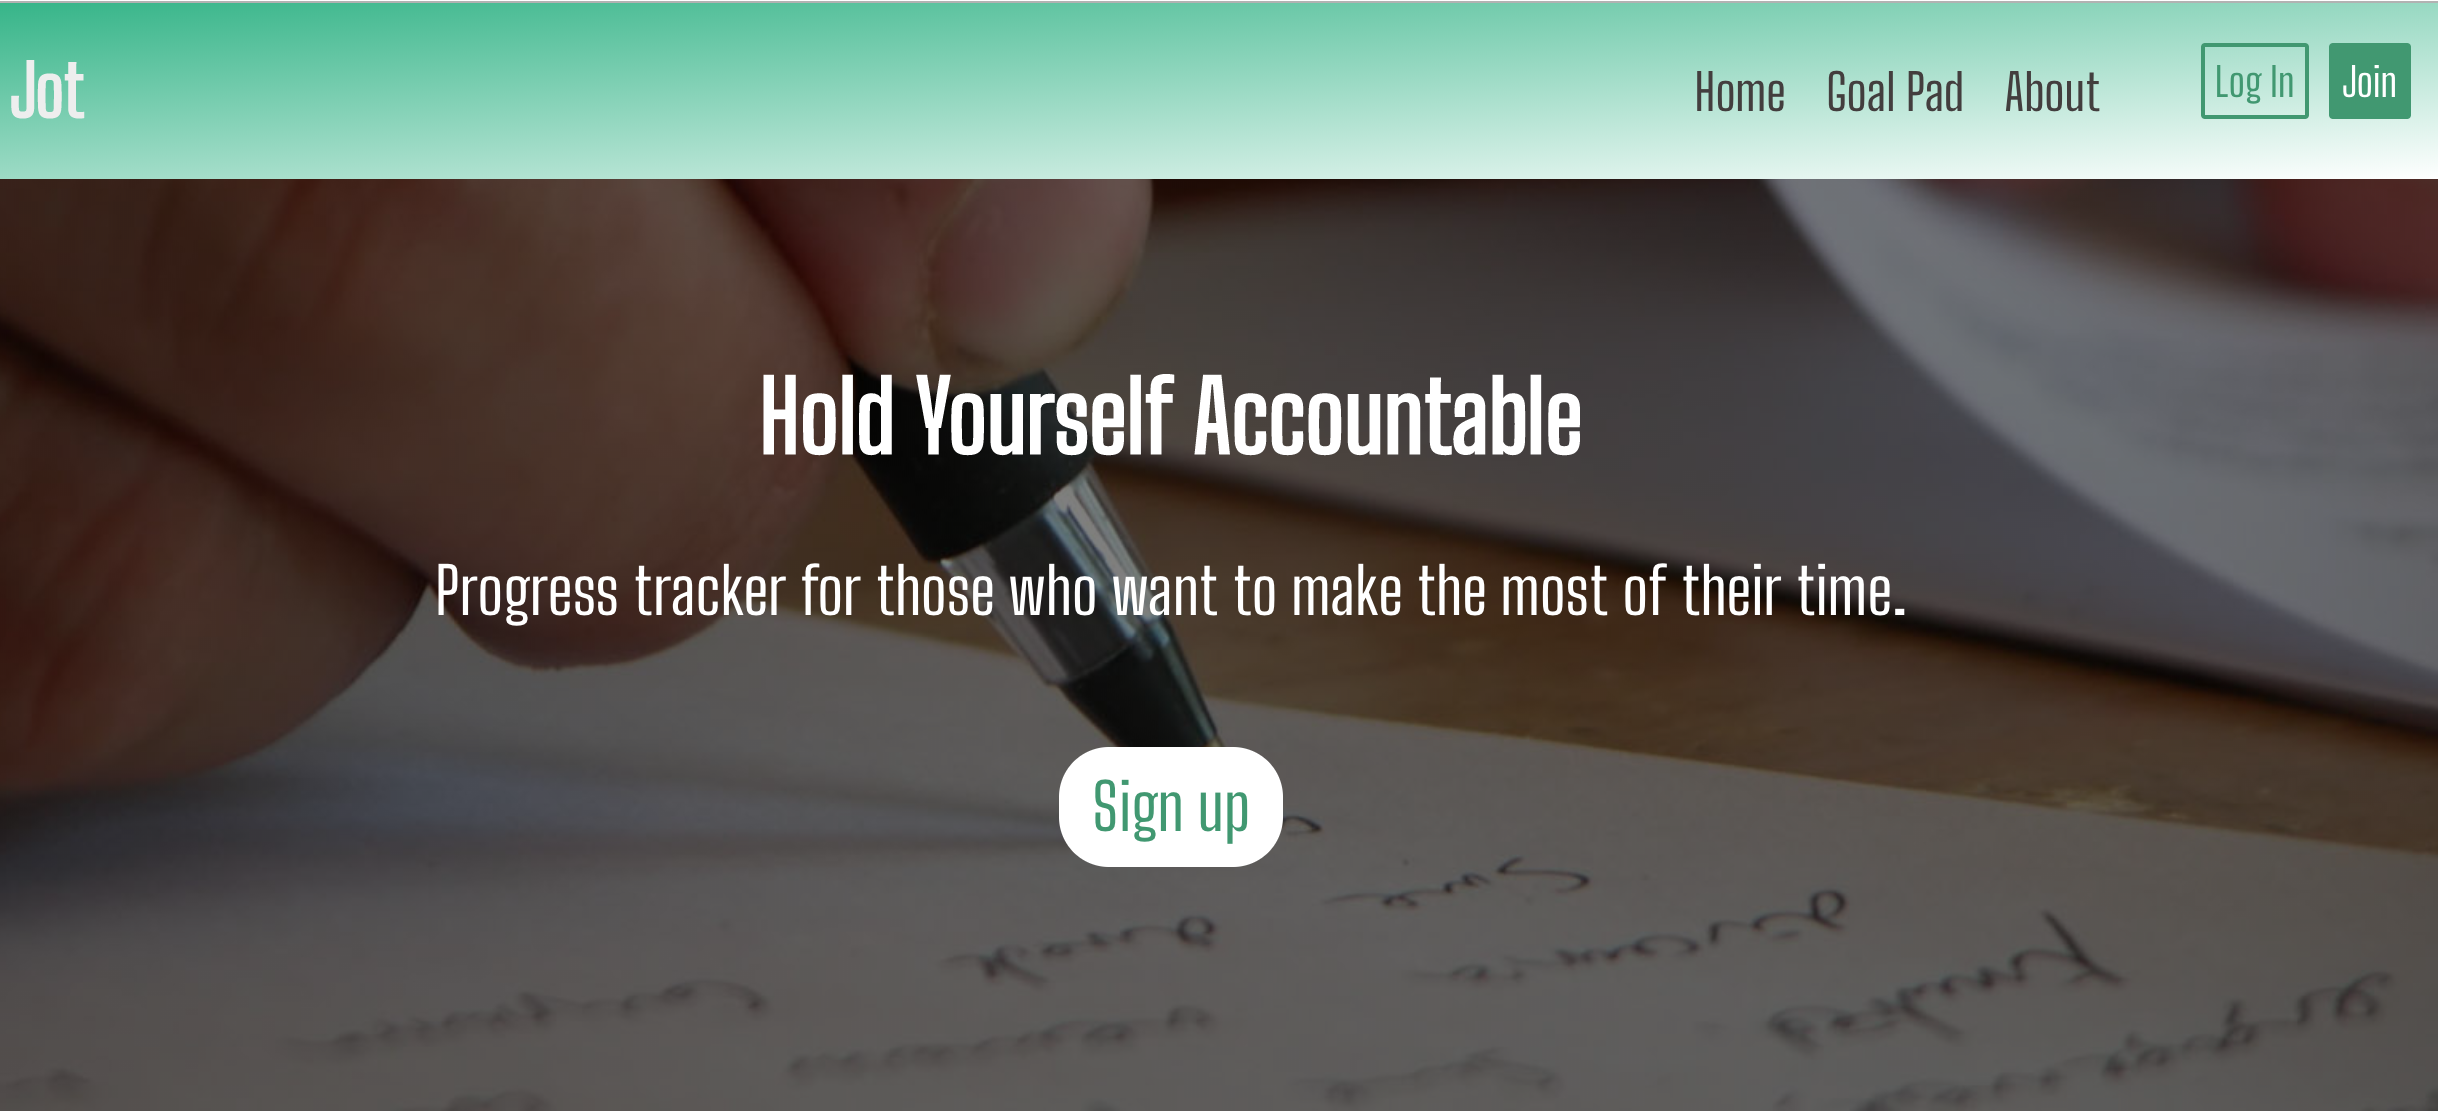 Jot
Home Goal Pad About Log In Join
Hold Yourself Accountable
Progress tracker for those who want to make the most of their time.
Sign up